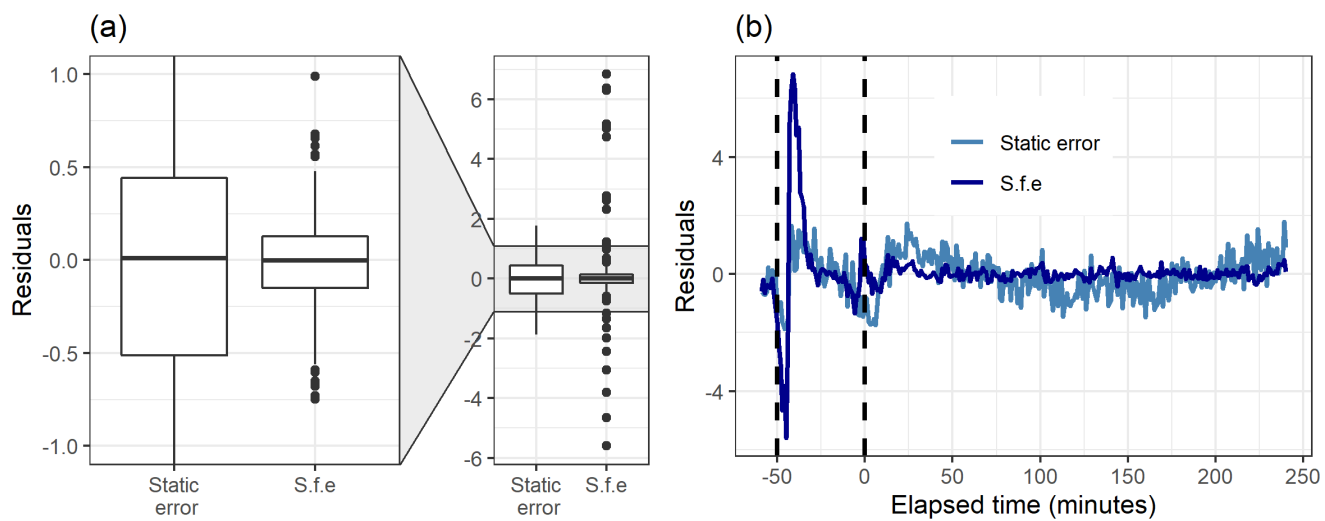 (a)
Residuals
1.0
0.5
0.0
-0.5
-1.0
Static
error
S.f.e
6
4
2
0
-2
-4
-6
Static
error
S.f.e
(b)
Residuals
4
0
-4
Static error
S.f.e
-50
0
50
100
150
200
250
Elapsed time (minutes)